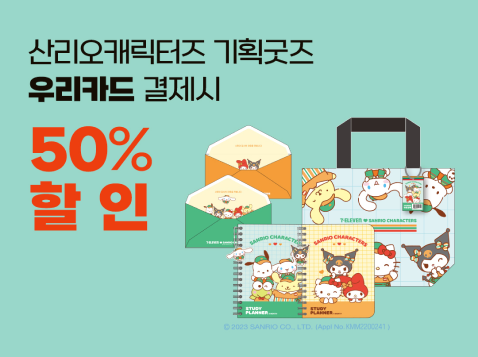 산리오캐릭터즈 기획굿즈
우리카드 결제시
50%
할인
7-ELEVEN ♥ SANRIO CHARACTERS
SANRIO CHARACTERS
SANRIO CHARACTERS
STUDY
PLANNER
STUDY
PLANNER
©2023 SANRIO CO., LTD.